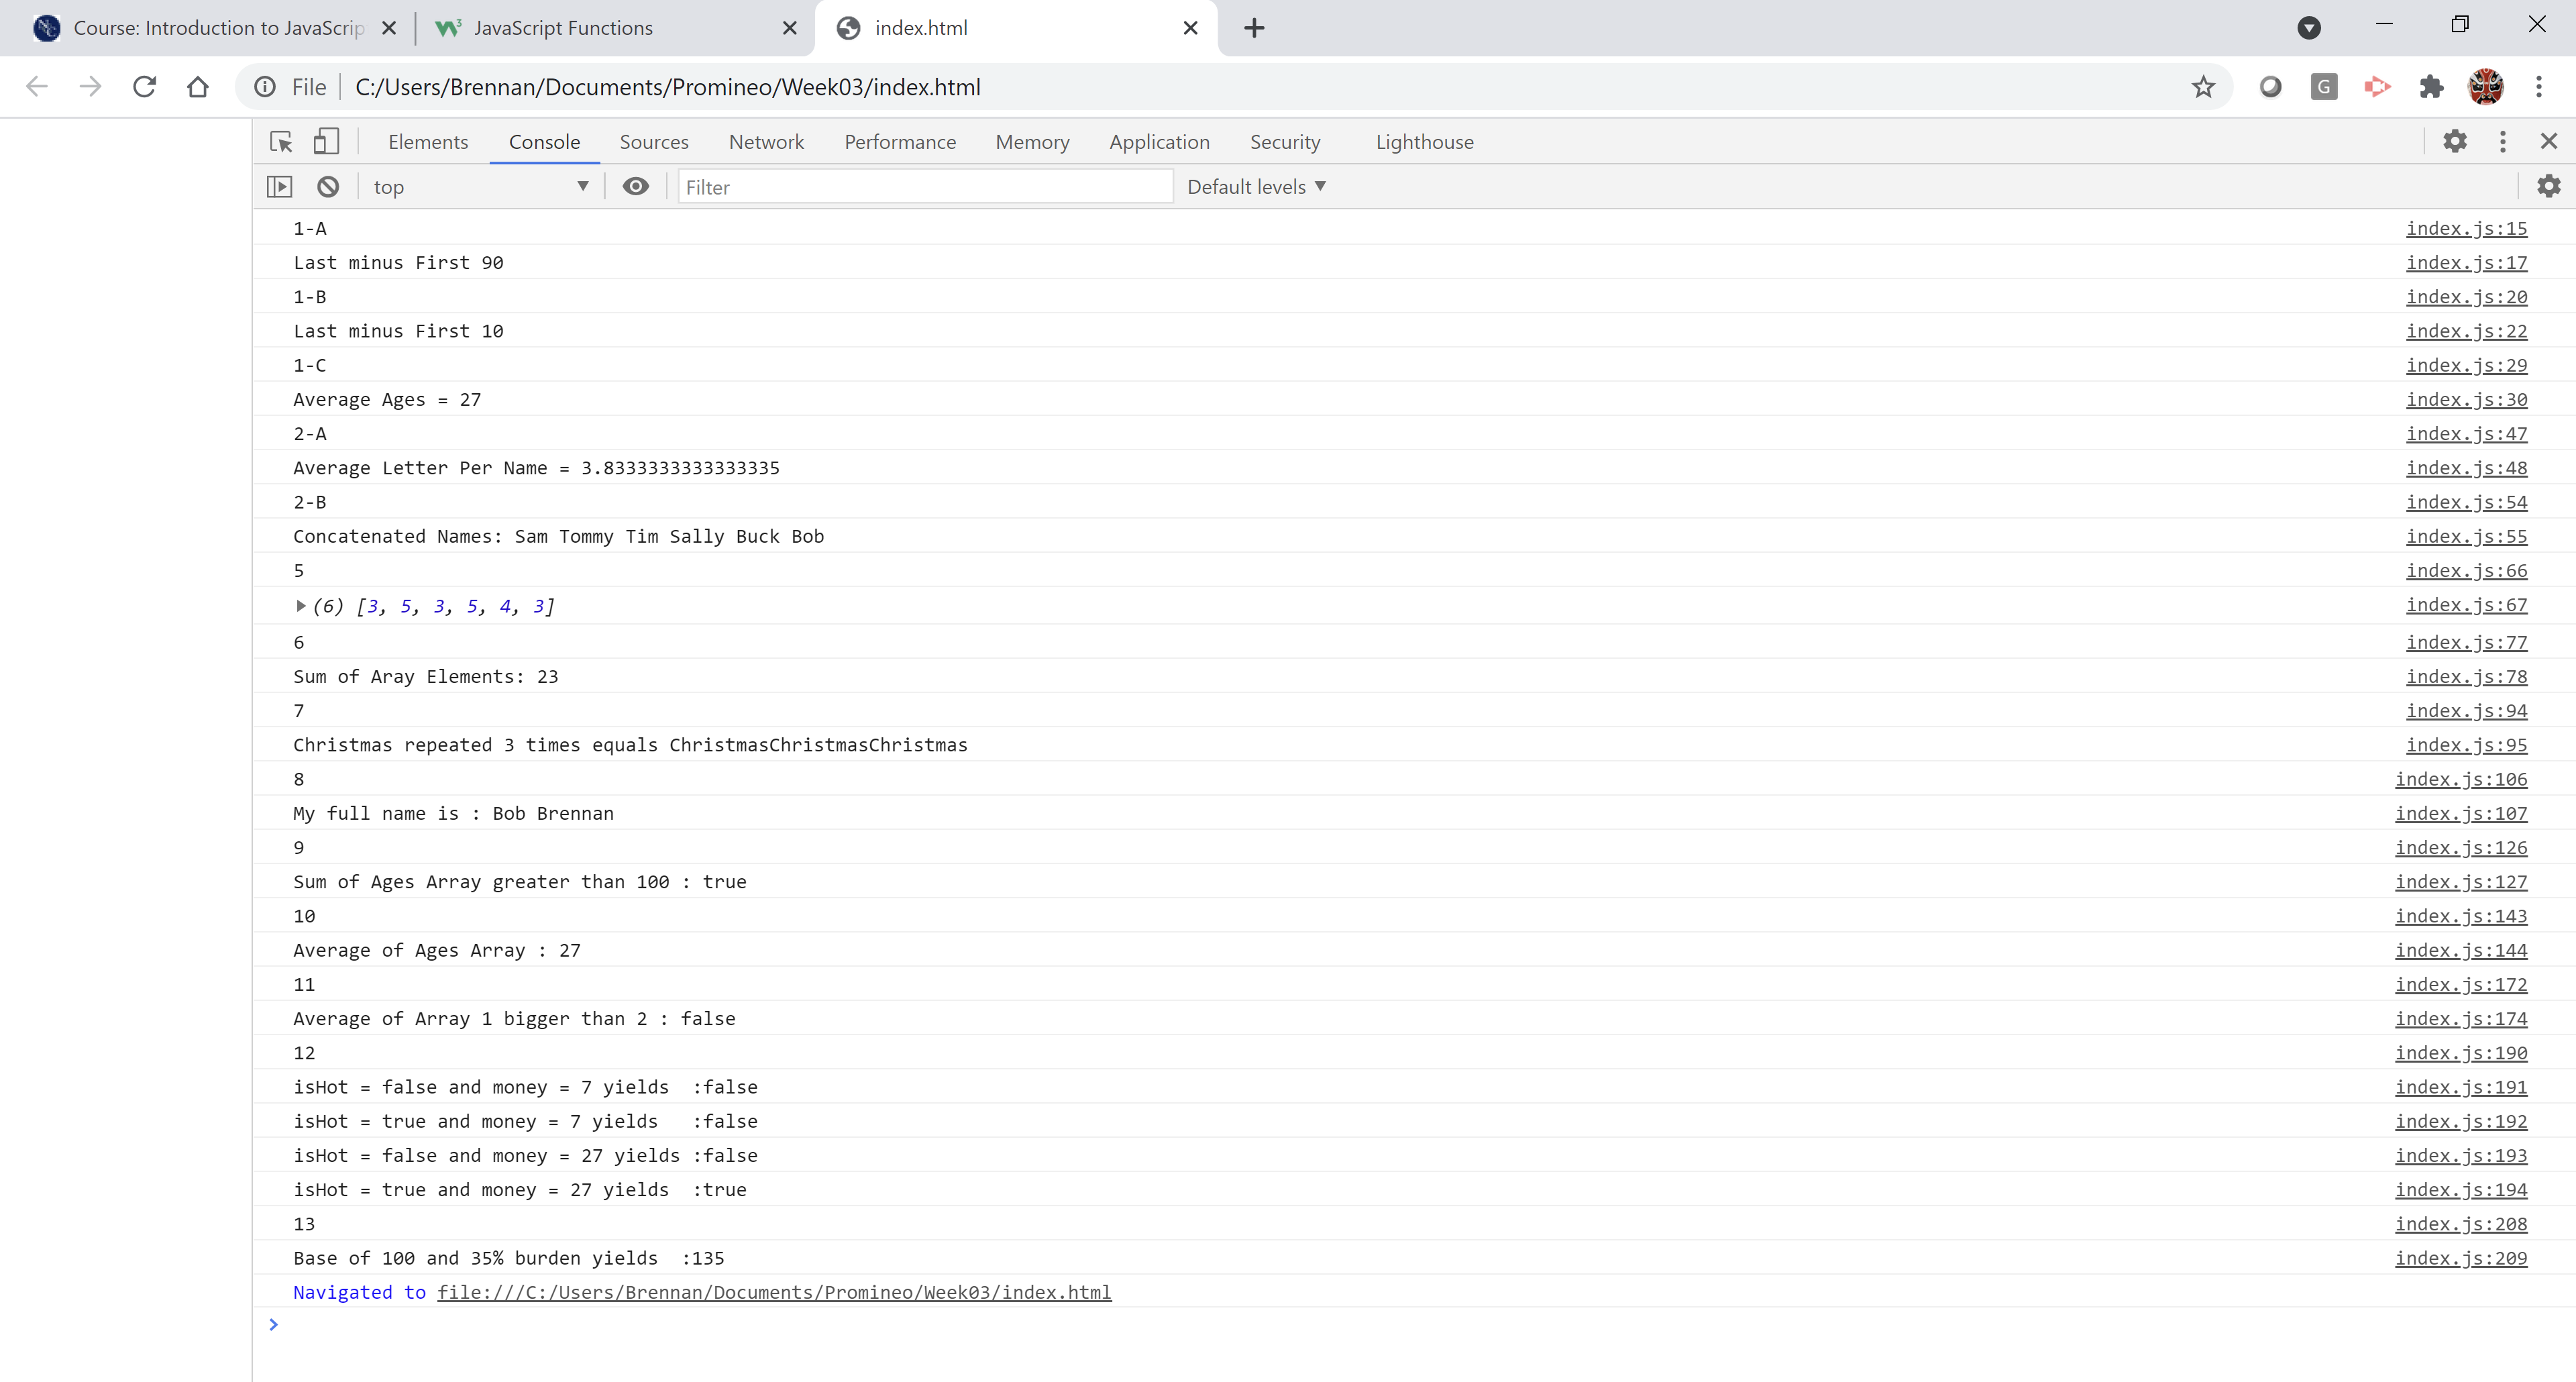 Course: Introduction to JavaScrip
JavaScript Functions
index.html
File C:/Users/Brennan/Documents/Promineo/Week03/index.html
G
Elements Console Sources Network Performance Memory Application Security Lighthouse
top Filter Default levels
1-A index.js:15
Last minus First 90 index.js:17
1-B index.js:20
Last minus First 10 index.js:22
1-C index.js:29
Average Ages = 27 index.js:30
2-A index.js:47
Average Letter Per Name = 3.8333333333333335 index.js:48
2-B index.js:54
Concatenated Names: Sam Tommy Tim Sally Buck Bob index.js:55
5 index.js:66
(6) [3, 5, 3, 5, 4, 3] index.js:67
6 index.js:77
Sum of Aray Elements: 23 index.js:78
7 index.js:94
Christmas repeated 3 times equals ChristmasChristmasChristmas index.js:95
8 index.js:106
My full name is : Bob Brennan index.js:107
9 index.js:126
Sum of Ages Array greater than 100 : true index.js:127
10 index.js:143
Average of Ages Array : 27 index.js:144
11 index.js:172
Average of Array 1 bigger than 2 : false index.js:174
12 index.js:190
isHot = false and money = 7 yields  :false index.js:191
isHot = true and money = 7 yields   :false index.js:192
isHot = false and money = 27 yields :false index.js:193
isHot = true and money = 27 yields  :true index.js:194
13 index.js:208
Base of 100 and 35% burden yields  :135 index.js:209
Navigated to file:///C:/Users/Brennan/Documents/Promineo/Week03/index.html